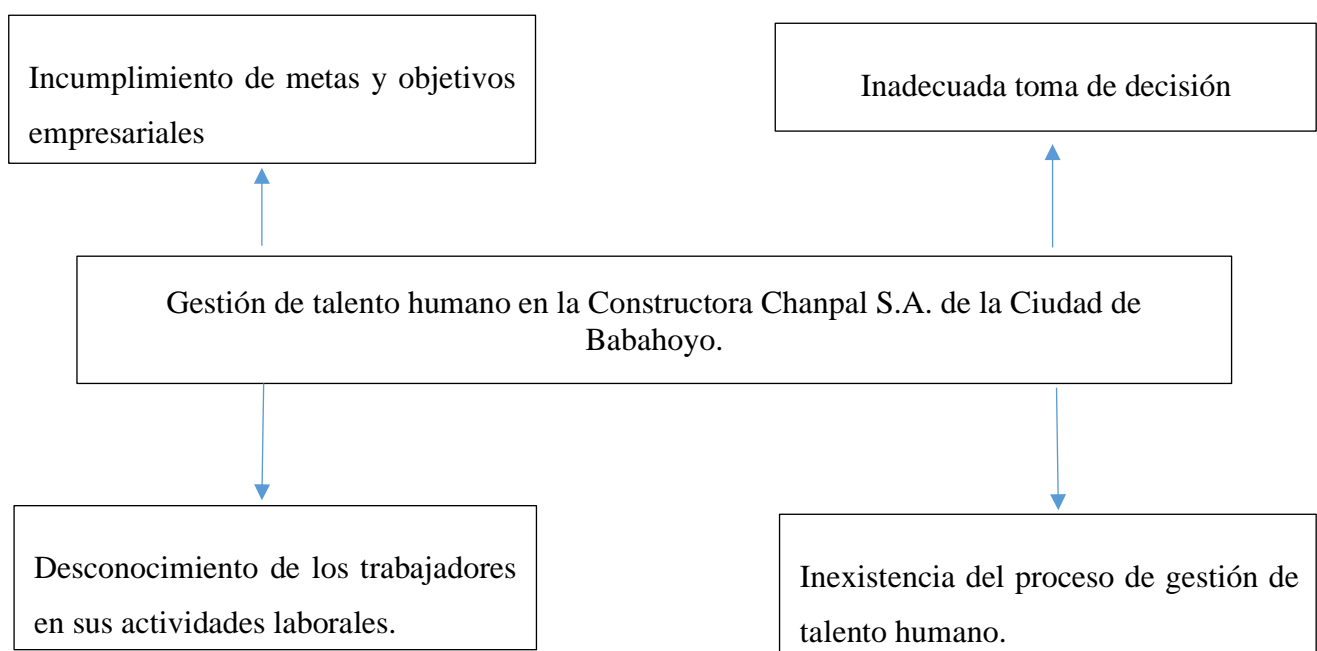 Incumplimiento de metas y objetivos
empresariales
Inadecuada toma de decisión
Gestión de talento humano en la Constructora Chanpal S.A. de la Ciudad de
Babahoyo.
Desconocimiento de los trabajadores
en sus actividades laborales.
Inexistencia del proceso de gestión de
talento humano.